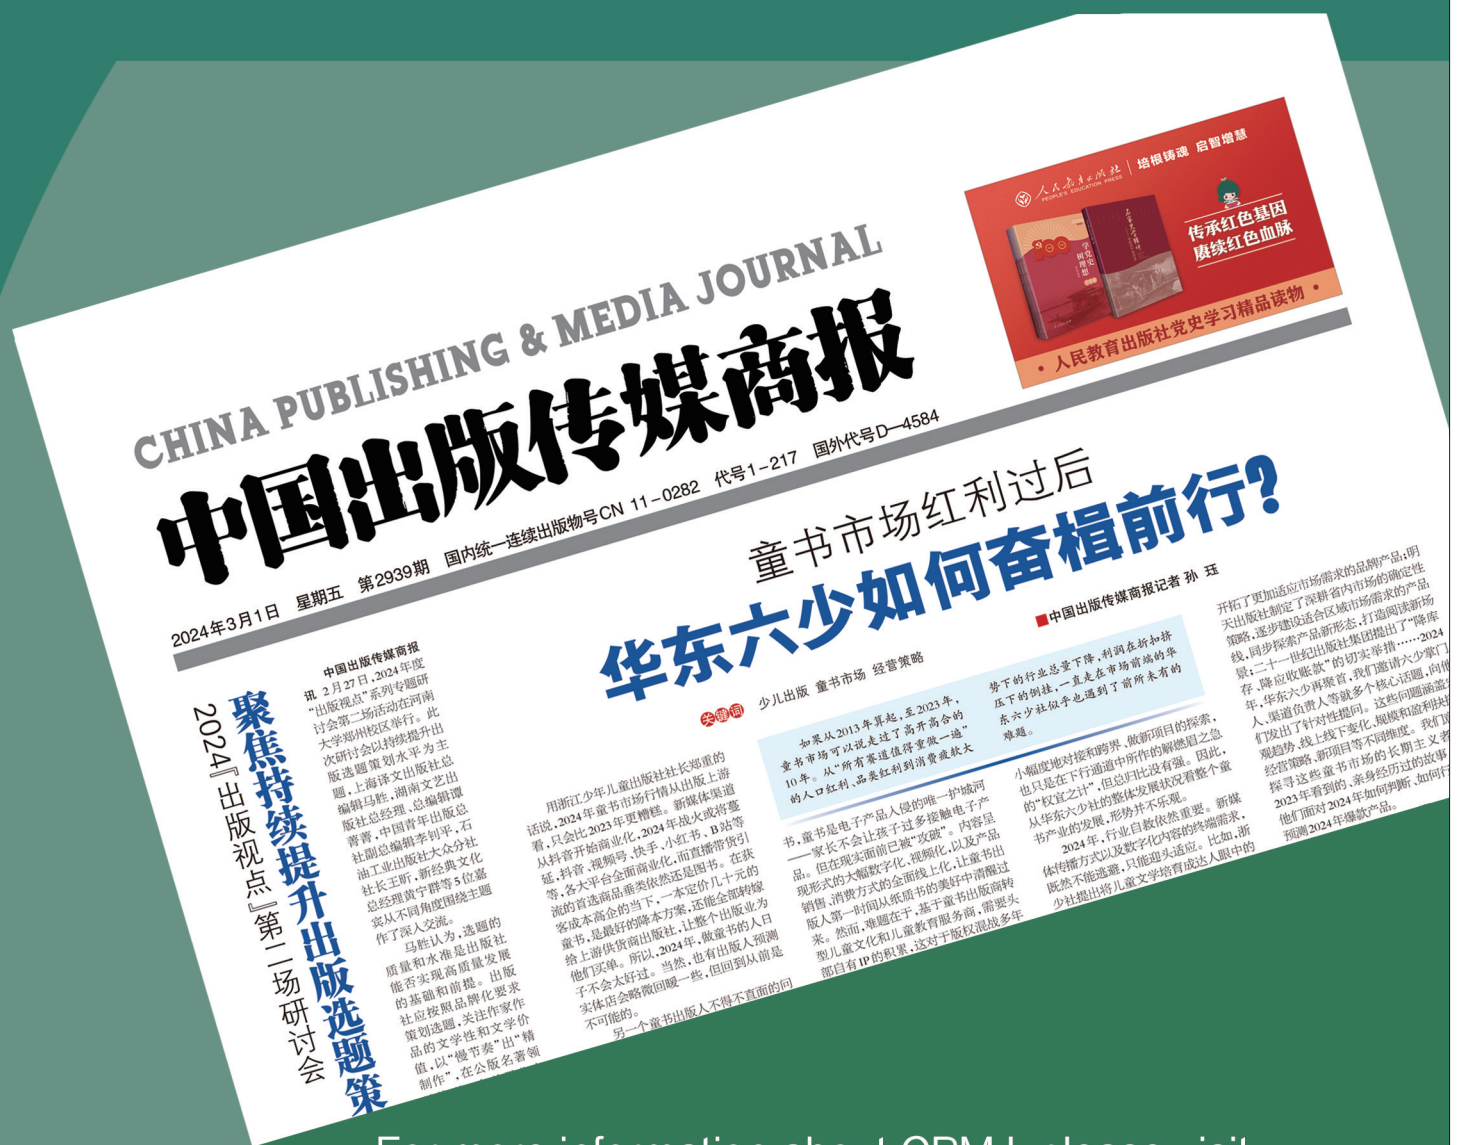 人民教育出版社
PEOPLE'S EDUCATION PRESS
培根铸魂 启智增慧
传承红色基因
赓续红色血脉
学党史
树理想
• 人民教育出版社党史学习精品读物 •
CHINA PUBLISHING & MEDIA JOURNAL
中国出版传媒商报
2024年3月1日 星期五 第2939期 国内统一连续出版物号CN 11-0282 代号1-217 国外代号D—4584
2024『出版视点』第二场研讨会
聚焦持续提升出版选题策
中国出版传媒商报
讯 2月27日,2024年度
“出版视点”系列专题研
讨会第二场活动在河南
大学郑州校区举行。此
次研讨会以持续提升出
版选题策划水平为主
题,上海译文出版社总
编辑马胜,湖南文艺出
版社总经理、总编辑谭
菁菁,中国青年出版总
社副总编辑李钊平,石
油工业出版社大众分社
社长王昕,新经典文化
总经理黄宁群等5位嘉
宾从不同角度围绕主题
作了深入交流。
马胜认为,选题的
质量和水准是出版社
能否实现高质量发展
的基础和前提。出版
社应按照品牌化要求
策划选题,关注作家作
品的文学性和文学价
值,以“慢节奏”出“精
制作”,在公版名著领
童书市场红利过后
华东六少如何奋楫前行?
■中国出版传媒商报记者 孙 珏
关键词 少儿出版 童书市场 经营策略
如果从2013年算起,至2023年,
童书市场可以说走过了高开高合的
10年。从“所有赛道值得重做一遍”
的人口红利、品类红利到消费疲软大
势下的行业总量下降,利润在折扣挤
压下的倒挂,一直走在市场前端的华
东六少社似乎也遇到了前所未有的
难题。
用浙江少年儿童出版社社长郑重的
话说,2024年童书市场行情从出版上游
看,只会比2023年更糟糕。新媒体渠道
从抖音开始商业化,2024年战火或将蔓
延,抖音、视频号、快手、小红书、B站等
等,各大平台全面商业化,而直播带货引
流的首选商品垂类依然还是图书。在获
客成本高企的当下,一本定价几十元的
童书,是最好的降本方案,还能全部转嫁
给上游供货商出版社,让整个出版业为
他们买单。所以,2024年,做童书的人日
子不会太好过。当然,也有出版人预测
实体店会略微回暖一些,但回到从前是
不可能的。
另一个童书出版人不得不直面的问
书,童书是电子产品入侵的唯一护城河
——家长不会让孩子过多接触电子产
品。但在现实面前已被“攻破”。内容呈
现形式的大幅数字化、视频化,以及产品
销售、消费方式的全面线上化,让童书出
版人第一时间从纸质书的美好中清醒过
来。然而,难题在于,基于童书出版商转
型儿童文化和儿童教育服务商,需要头
部自有IP的积累,这对于版权混战多年
小幅度地对接和跨界、做新项目的探索,
也只是在下行通道中所作的解燃眉之急
的“权宜之计”,但总归比没有强。因此,
从华东六少社的整体发展状况看整个童
书产业的发展,形势并不乐观。
2024年,行业自救依然重要。新媒
体传播方式以及数字化内容的终端需求,
既然不能逃避,只能迎头适应。比如,浙
少社提出将儿童文学培育成达人眼中的
开拓了更加适应市场需求的品牌产品;明
天出版社制定了深耕省内市场的确定性
策略,逐步建设适合区域市场需求的产品
线,同步探索产品新形态,打造阅读新场
景;二十一世纪出版社集团提出了“降库
存、降应收账款”的切实举措……2024
年,华东六少再聚首,我们邀请六少掌门
人、渠道负责人等就多个核心话题,向他
们发出了针对性提问。这些问题涵盖
观趋势、线上线下变化、规模和盈利抉
经营策略、新项目等不同维度。我们
探寻这些童书市场的长期主义者
2023年看到的、亲身经历过的故事
他们面对2024年如何判断、如何行
预测2024年爆款产品。
For more information about CPMJ, please visit